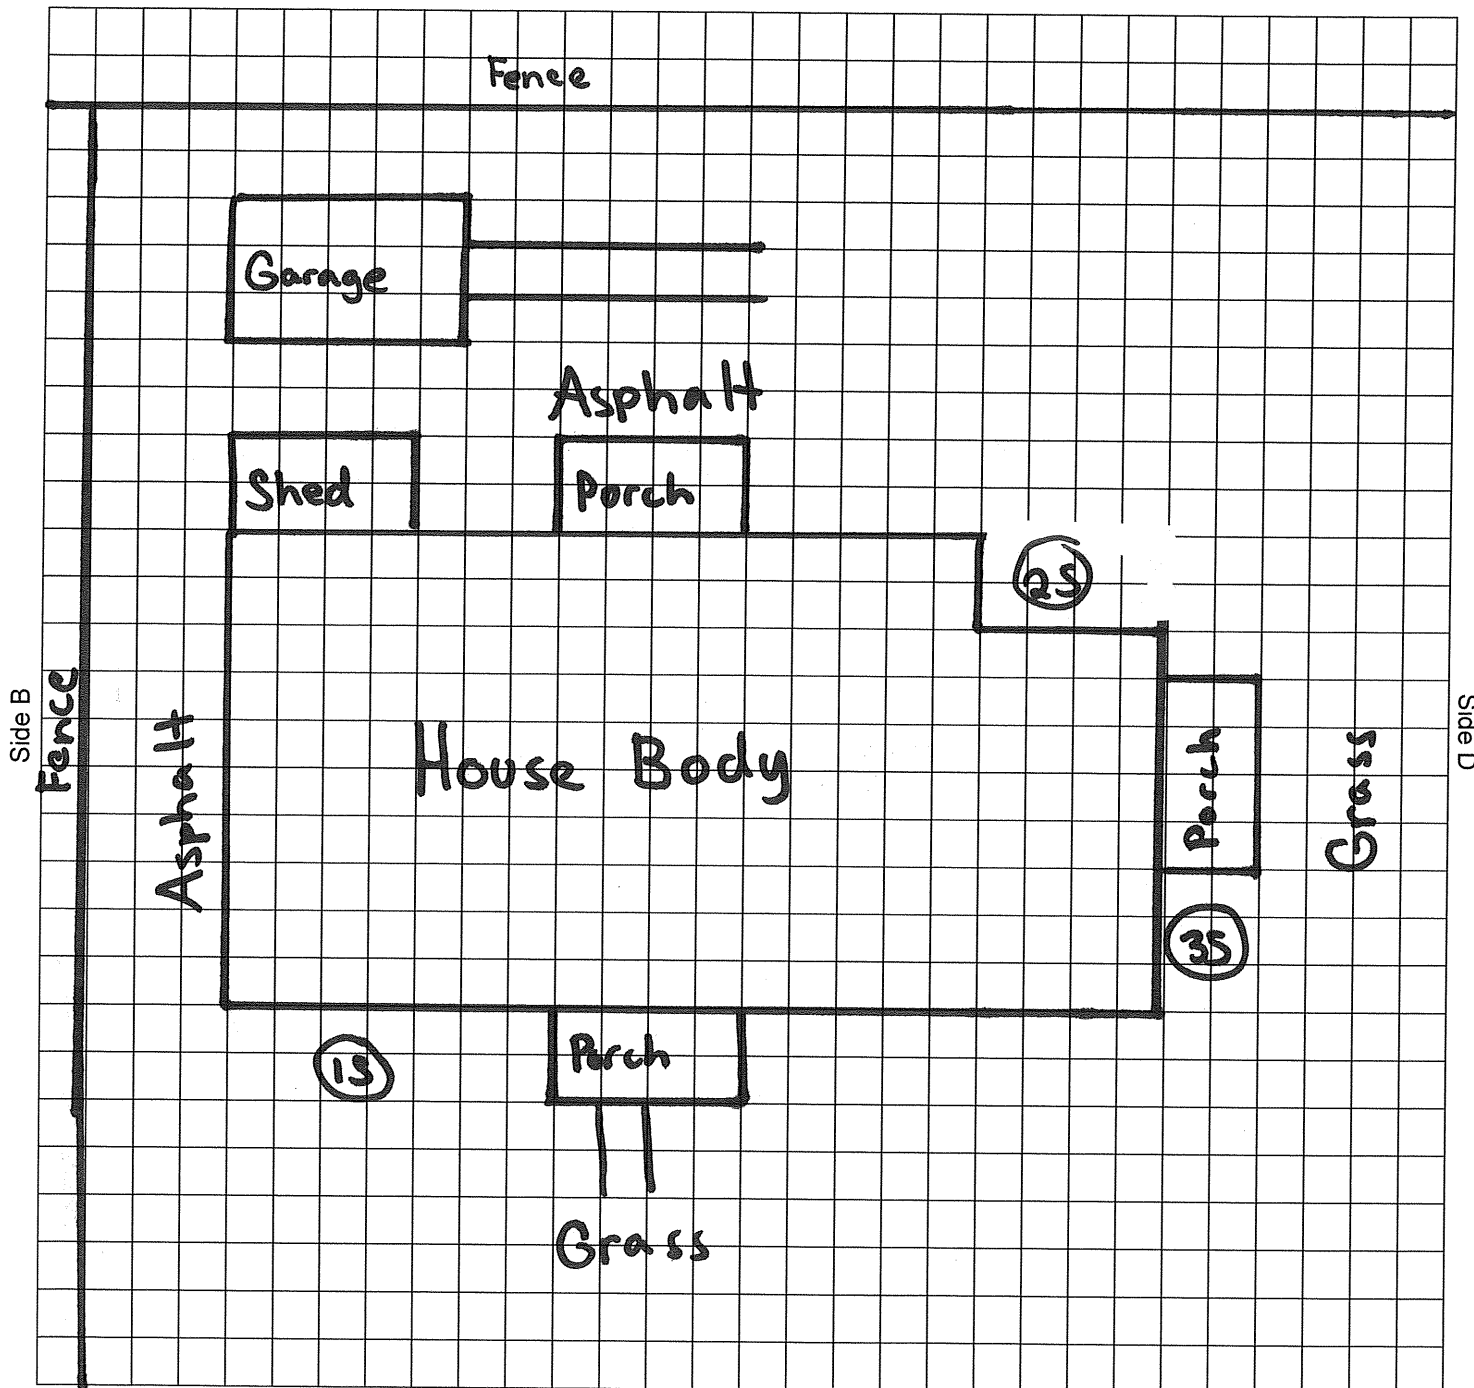 Fence
Garage
Asphalt
Shed
Porch
2S
Side B
Fence
Asphalt
House Body
Porch
Grass
Side D
3S
1S
Porch
Grass